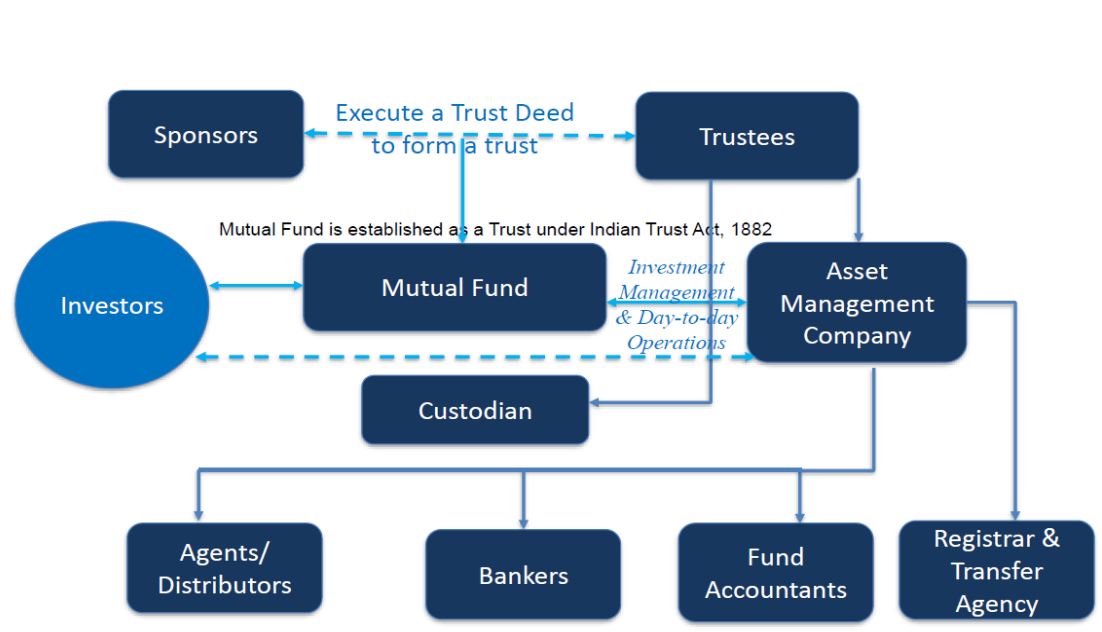 Execute a Trust Deed
to form a trust
Sponsors
Trustees
Mutual Fund is established as a Trust under Indian Trust Act, 1882
Investors
Mutual Fund
Investment
Management
& Day-to-day
Operations
Asset
Management
Company
Custodian
Agents/
Distributors
Bankers
Fund
Accountants
Registrar &
Transfer
Agency